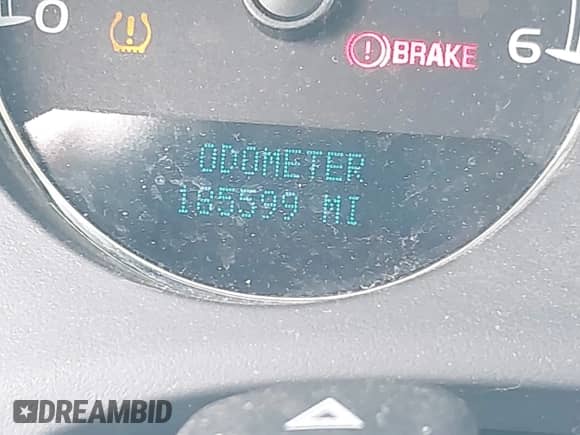 0
BRAKE 6
ODOMETER
185599 MI
DREAMBID